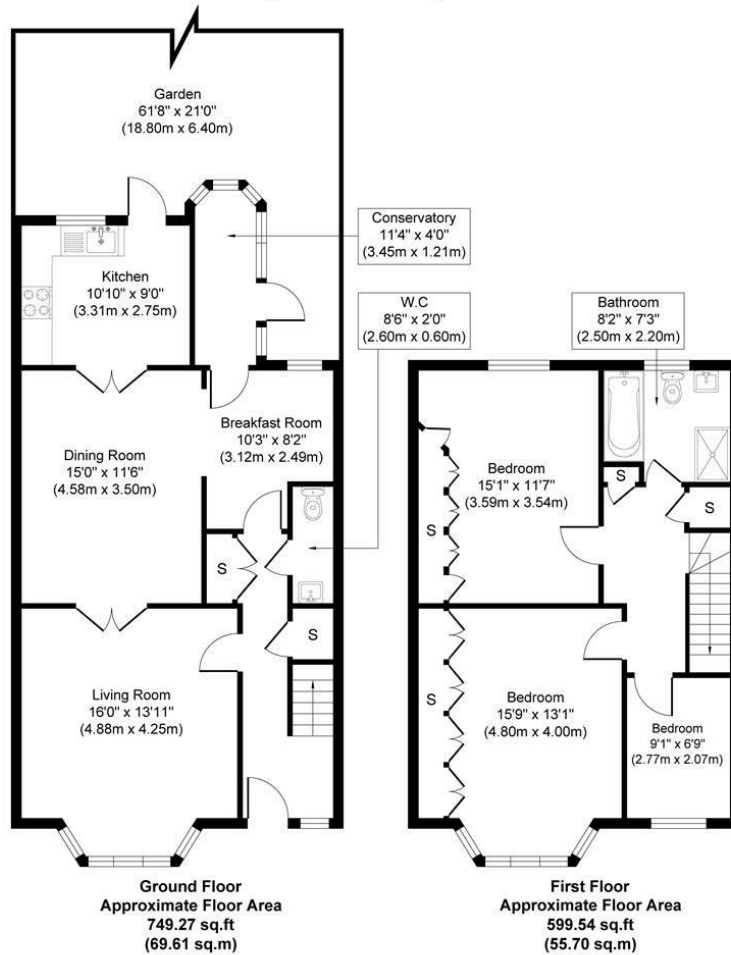 Garden
61'8" x 21'0"
(18.80m x 6.40m)
Conservatory
11'4" x 4'0"
(3.45m x 1.21m)
Kitchen
10'10" x 9'0"
(3.31m x 2.75m)
W.C
8'6" x 2'0"
(2.60m x 0.60m)
Breakfast Room
10'3" x 8'2"
(3.12m x 2.49m)
Dining Room
15'0" x 11'6"
(4.58m x 3.50m)
S
S
Living Room
16'0" x 13'11"
(4.88m x 4.25m)
Ground Floor
Approximate Floor Area
749.27 sq.ft
(69.61 sq.m)
Bathroom
8'2" x 7'3"
(2.50m x 2.20m)
Bedroom
15'1" x 11'7"
(3.59m x 3.54m)
S
S
S
S
Bedroom
15'9" x 13'1"
(4.80m x 4.00m)
Bedroom
9'1" x 6'9"
(2.77m x 2.07m)
First Floor
Approximate Floor Area
599.54 sq.ft
(55.70 sq.m)